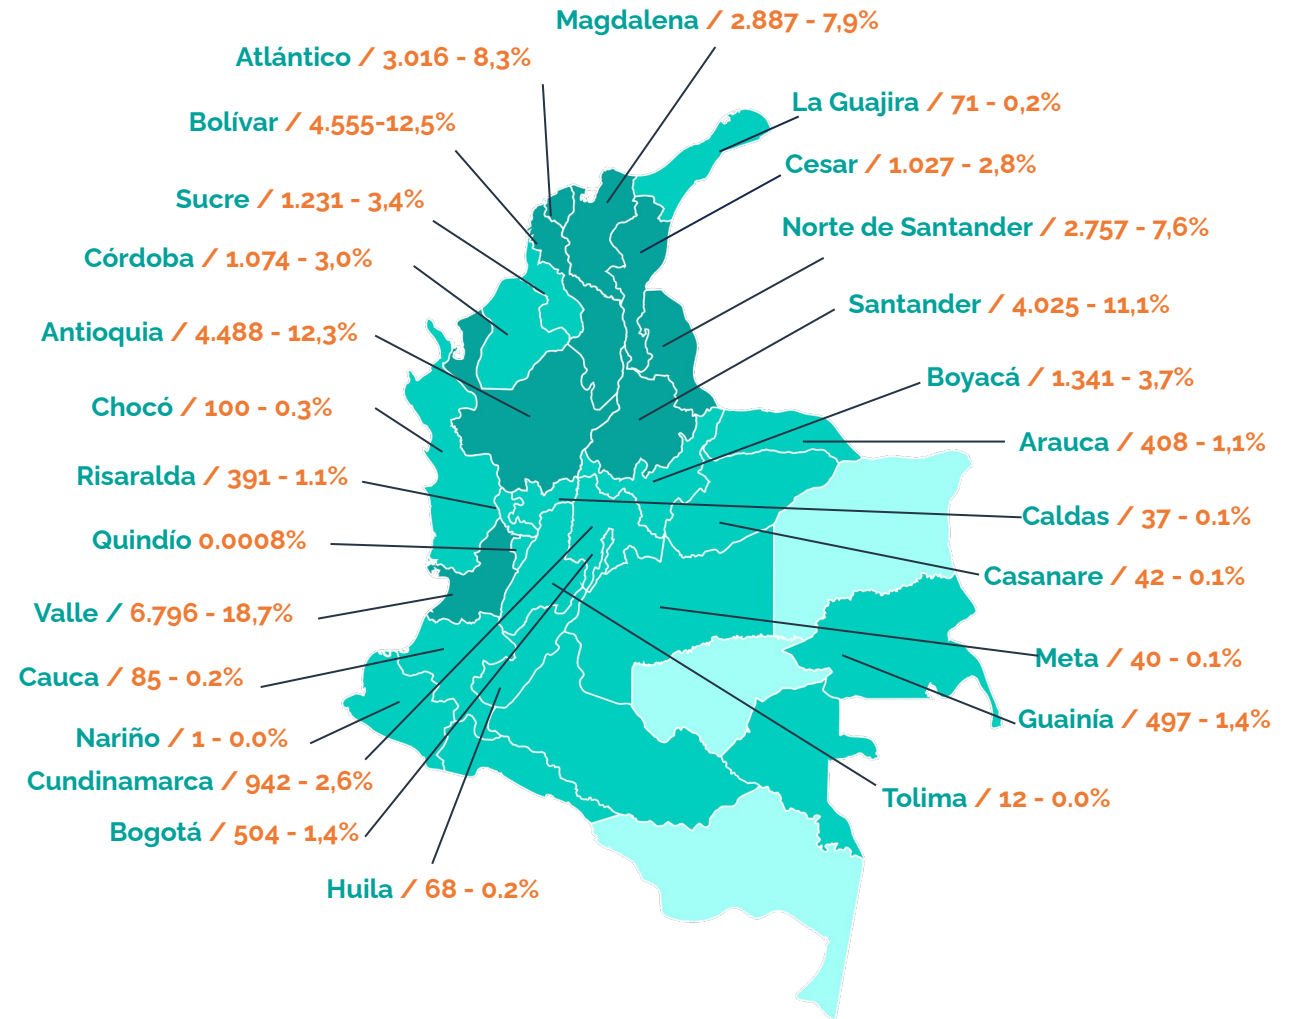 Magdalena / 2.887 - 7,9%
Atlántico / 3.016 - 8,3%
La Guajira / 71 - 0,2%
Bolívar / 4.555-12,5%
Cesar / 1.027 - 2,8%
Sucre / 1.231 - 3,4%
Norte de Santander / 2.757 - 7,6%
Córdoba / 1.074 - 3,0%
Santander / 4.025 - 11,1%
Antioquia / 4.488 - 12,3%
Boyacá / 1.341 - 3,7%
Chocó / 100 - 0.3%
Arauca / 408 - 1,1%
Risaralda / 391 - 1.1%
Caldas / 37 - 0.1%
Quindío 0.0008%
Casanare / 42 - 0.1%
Valle / 6.796 - 18,7%
Meta / 40 - 0.1%
Cauca / 85 - 0.2%
Guainía / 497 - 1,4%
Nariño / 1 - 0.0%
Cundinamarca / 942 - 2,6%
Tolima / 12 - 0.0%
Bogotá / 504 - 1,4%
Huila / 68 - 0.2%